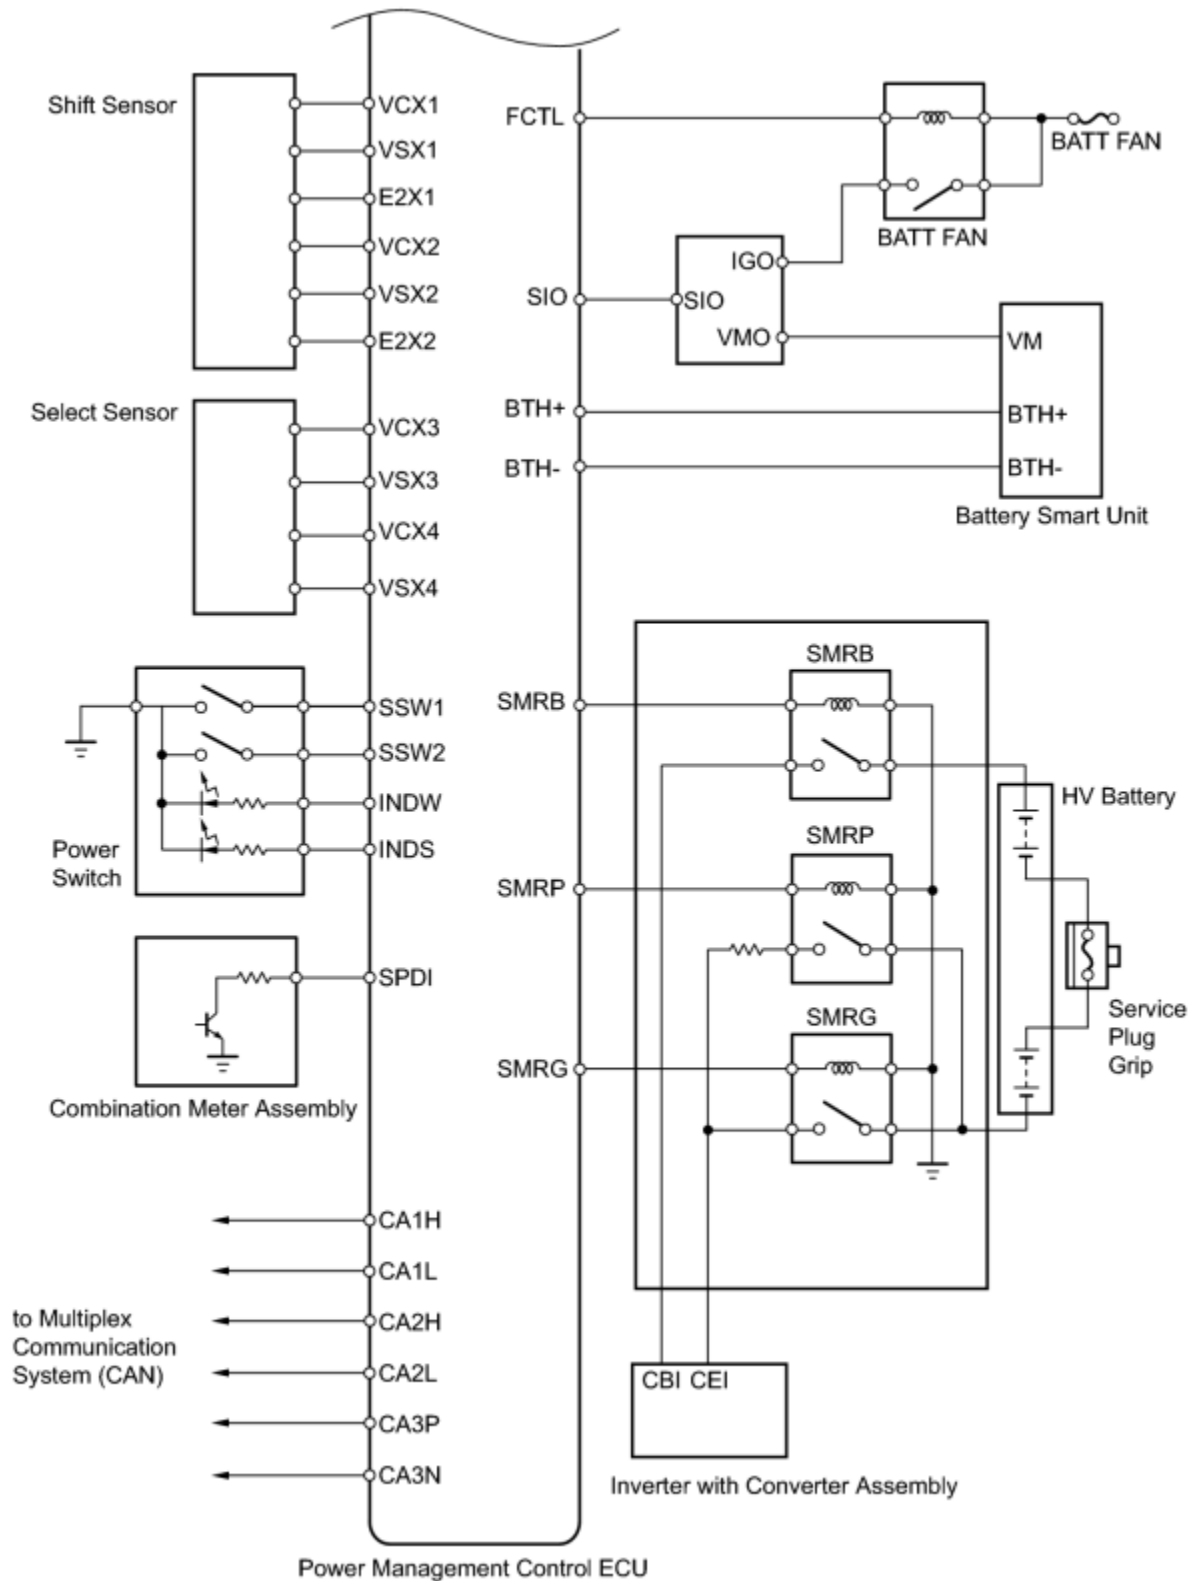 Shift Sensor
VCX1
VSX1
E2X1
VCX2
VSX2
E2X2
Select Sensor
VCX3
VSX3
VCX4
VSX4
SSW1
SSW2
INDW
INDS
Power
Switch
SPDI
Combination Meter Assembly
CA1H
CA1L
CA2H
CA2L
CA3P
CA3N
to Multiplex
Communication
System (CAN)
Power Management Control ECU
FCTL
BATT FAN
BATT FAN
SIO
IGO
SIO
VMO
VM
BTH+
BTH+
BTH-
BTH-
Battery Smart Unit
SMRB
SMRB
HV Battery
SMRP
SMRP
SMRG
SMRG
Service
Plug
Grip
CBI CEI
Inverter with Converter Assembly